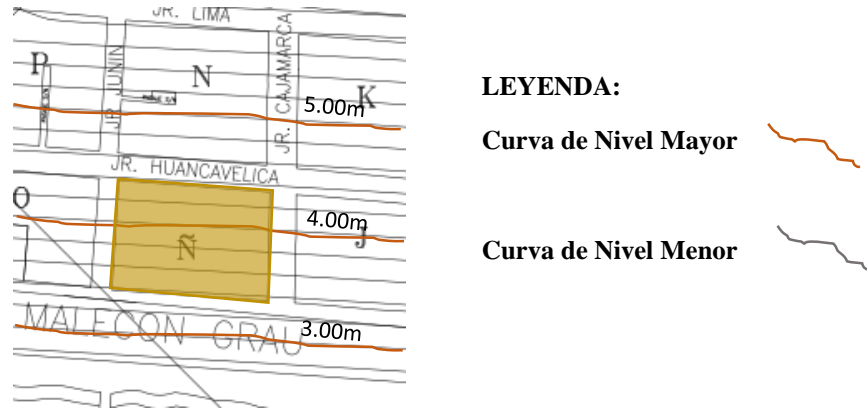 JR. LIMA
P
N
K
JR. JUNIN
JR. CAJAMARCA
5.00m
JR. HUANCAVELICA
O
4.00m
J
Ñ
MALECON GRAU
3.00m
LEYENDA:
Curva de Nivel Mayor
Curva de Nivel Menor